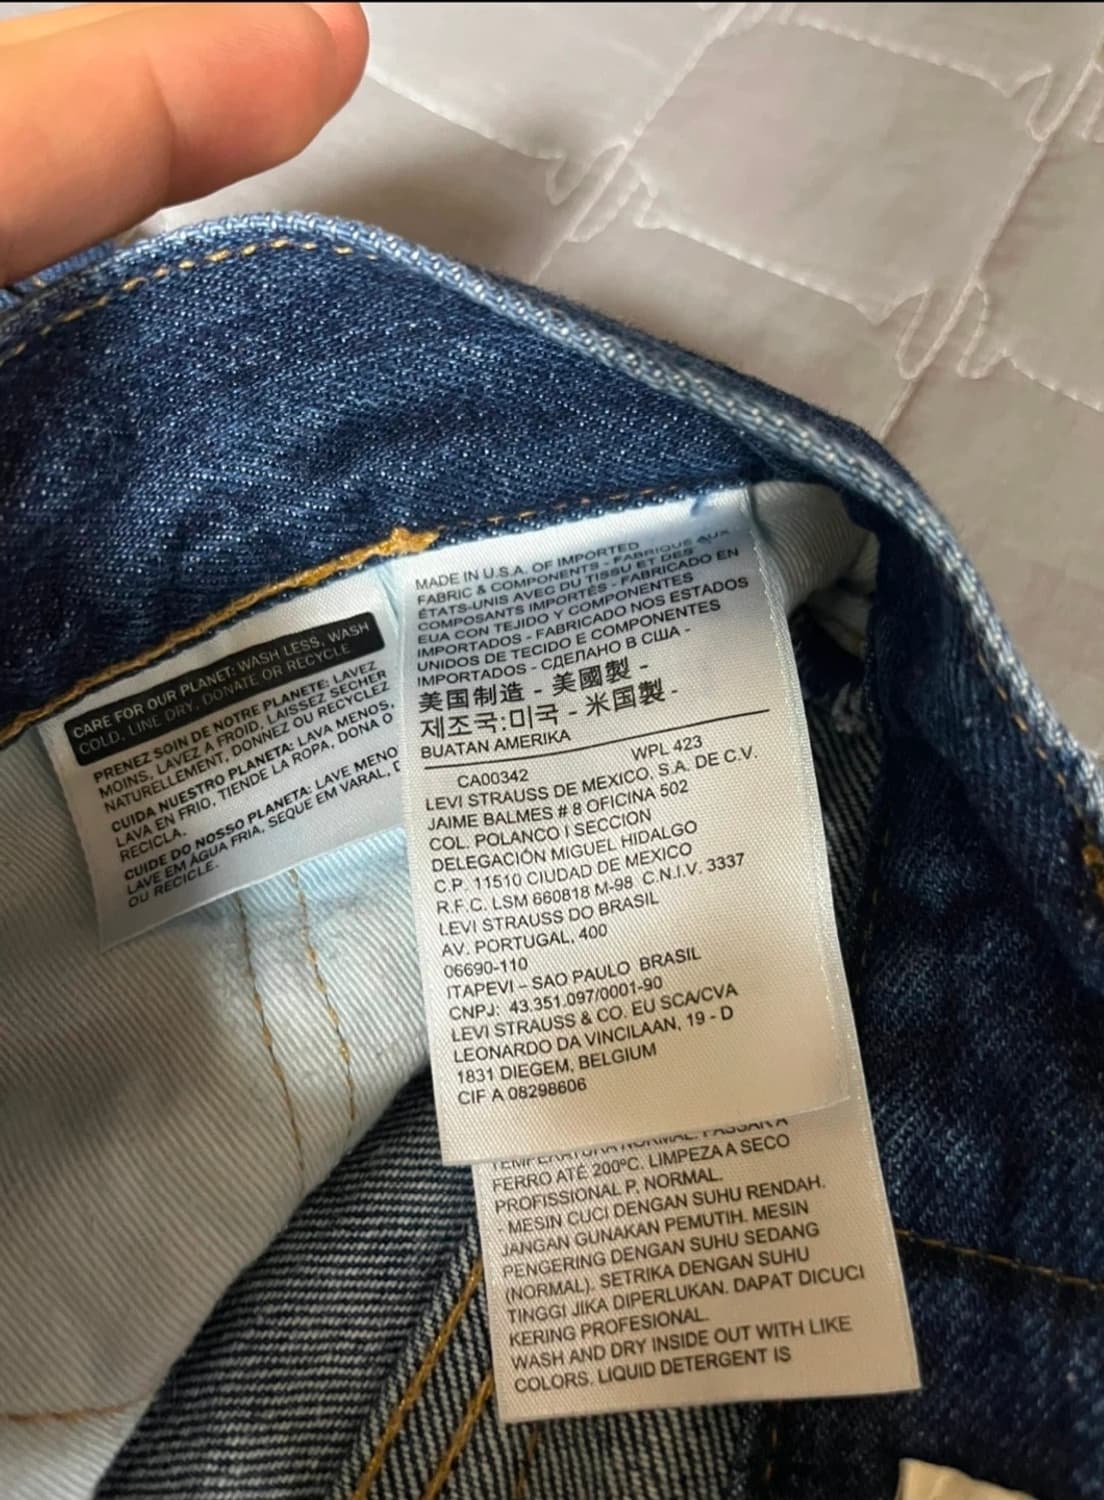 CARE FOR OUR PLANET: WASH LESS, WASH
COLD, LINE DRY, DONATE OR RECYCLE
PRENEZ SOIN DE NOTRE PLANETE: LAVEZ
MOINS, LAVEZ A FROID, LAISSEZ SECHER
NATURELLEMENT, DONNEZ OU RECYCLEZ
CUIDA NUESTRO PLANETA: LAVA MENOS,
LAVA EN FRIO, TIENDE LA ROPA, DONA O
RECICLA.
CUIDE DO NOSSO PLANETA: LAVE MENO
LAVE EM ÁGUA FRIA, SEQUE EM VARAL, D
OU RECICLE.
MADE IN U.S.A. OF IMPORTED
FABRIC & COMPONENTS - FABRIQUÉ AUX
ÉTATS-UNIS AVEC DU TISSU ET DES
COMPOSANTS IMPORTÉS - FABRICADO EN
EUA CON TEJIDO Y COMPONENTES
IMPORTADOS - FABRICADO NOS ESTADOS
UNIDOS DE TECIDO E COMPONENTES
IMPORTADOS - СДЕЛАНО В США -
美国制造 - 美國製 -
제조국:미국 - 米国製 -
BUATAN AMERIKA
CA00342 WPL 423
LEVI STRAUSS DE MEXICO, S.A. DE C.V.
JAIME BALMES # 8 OFICINA 502
COL. POLANCO I SECCION
DELEGACIÓN MIGUEL HIDALGO
C.P. 11510 CIUDAD DE MEXICO
R.F.C. LSM 660818 M-98 C.N.I.V. 3337
LEVI STRAUSS DO BRASIL
AV. PORTUGAL, 400
06690-110
ITAPEVI – SAO PAULO BRASIL
CNPJ: 43.351.097/0001-90
LEVI STRAUSS & CO. EU SCA/CVA
LEONARDO DA VINCILAAN, 19 - D
1831 DIEGEM, BELGIUM
CIF A 08298606
TEMPERATURA NORMAL. PASSAR A
FERRO ATÉ 200ºC. LIMPEZA A SECO
PROFISSIONAL P, NORMAL.
- MESIN CUCI DENGAN SUHU RENDAH.
JANGAN GUNAKAN PEMUTIH. MESIN
PENGERING DENGAN SUHU SEDANG
(NORMAL). SETRIKA DENGAN SUHU
TINGGI JIKA DIPERLUKAN. DAPAT DICUCI
KERING PROFESIONAL.
WASH AND DRY INSIDE OUT WITH LIKE
COLORS. LIQUID DETERGENT IS